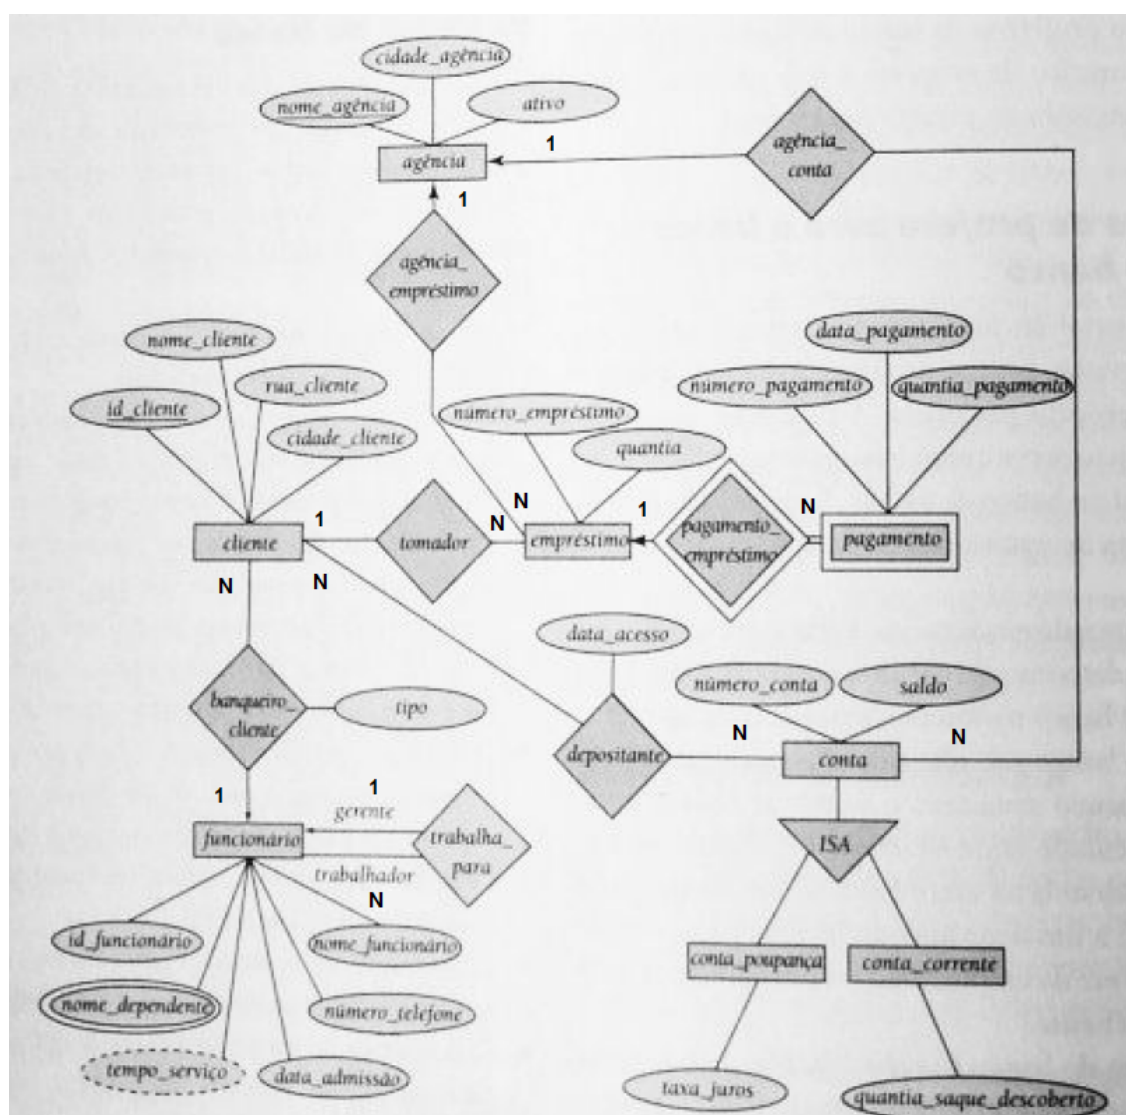 cidade_agência
nome_agência
ativo
1
agência
agência_
conta
1
agência_
empréstimo
nome_cliente
data_pagamento
rua_cliente
número_pagamento
quantia_pagamento
id_cliente
número_empréstimo
cidade_cliente
quantia
1
N
N
1
N
cliente
tomador
empréstimo
pagamento_
empréstimo
pagamento
N
N
data_acesso
número_conta
saldo
banqueiro_
cliente
tipo
N
N
depositante
conta
1
1
gerente
funcionário
trabalha_
para
trabalhador
N
ISA
id_funcionário
nome_funcionário
conta_poupança
conta_corrente
nome_dependente
número_telefone
tempo_serviço
data_admissão
taxa_juros
quantia_saque_descoberto